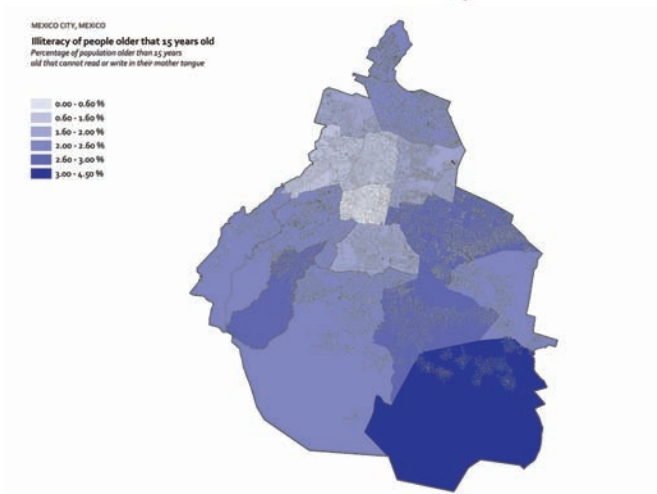 MEXICO CITY, MEXICO
Illiteracy of people older that 15 years old
Percentage of population older than 15 years
old that cannot read or write in their mother tongue
0.00 - 0.60 %
0.60 - 1.60 %
1.60 - 2.00 %
2.00 - 2.60 %
2.60 - 3.00 %
3.00 - 4.50 %